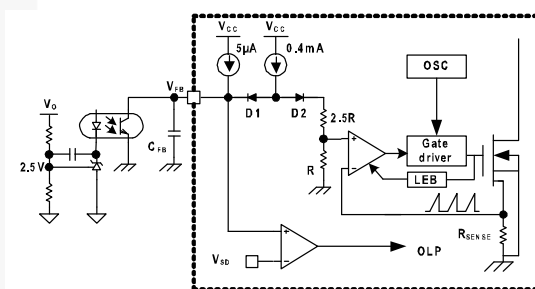 VCC VCC
5µA 0.4mA
OSC
VFB
VO
D1 D2
2.5R
Gate
driver
CFB
2.5V
R
LEB
RSENSE
VSD
OLP
+
-
+
-